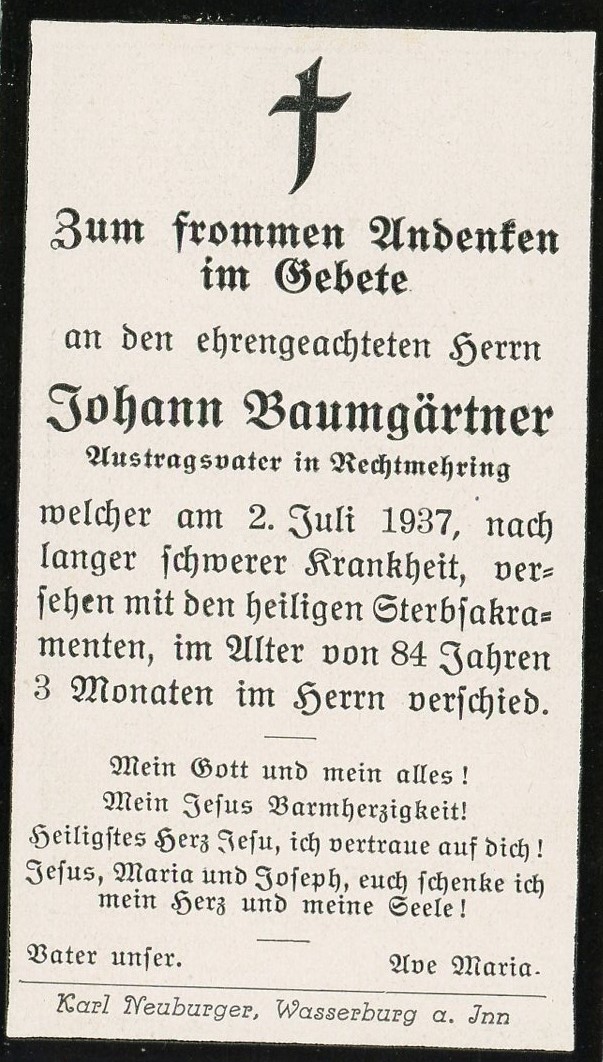 Zum frommen Andenken
im Gebete
an den ehrengeachteten Herrn
Johann Baumgärtner
Austragsvater in Rechtmehring
welcher am 2. Juli 1937, nach
langer schwerer Krankheit, ver=
sehen mit den heiligen Sterbsakra=
menten, im Alter von 84 Jahren
3 Monaten im Herrn verschied.
Mein Gott und mein alles!
Mein Jesus Barmherzigkeit!
Heiligstes Herz Jesu, ich vertraue auf dich!
Jesus, Maria und Joseph, euch schenke ich
mein Herz und meine Seele!
Vater unser. Ave Maria.
Karl Neuburger, Wasserburg a. Inn